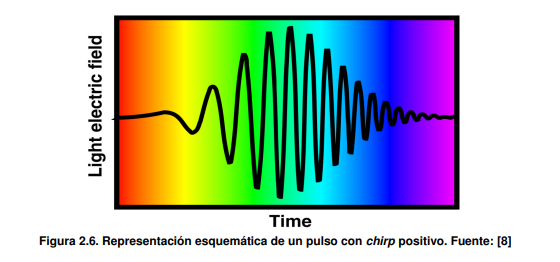 Light electric field
Time
Figura 2.6. Representación esquemática de un pulso con chirp positivo. Fuente: [8]